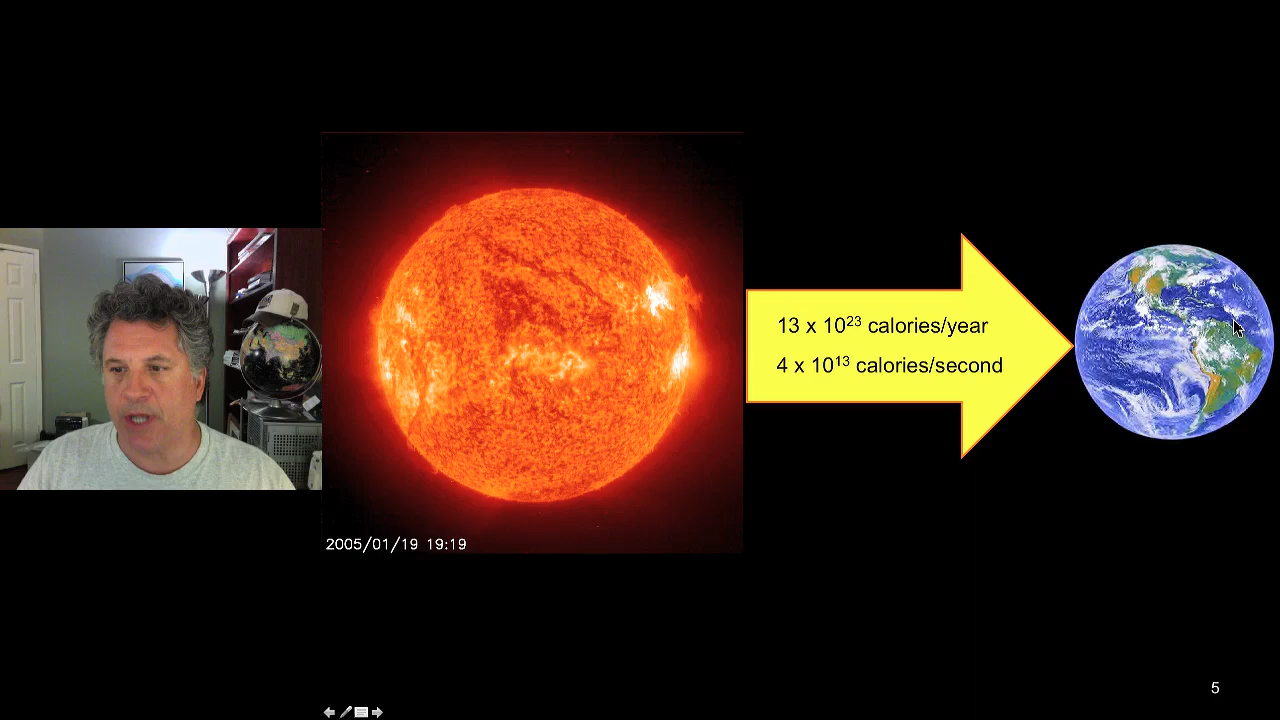 13 x 10²³ calories/year
4 x 10¹³ calories/second
2005/01/19 19:19
5